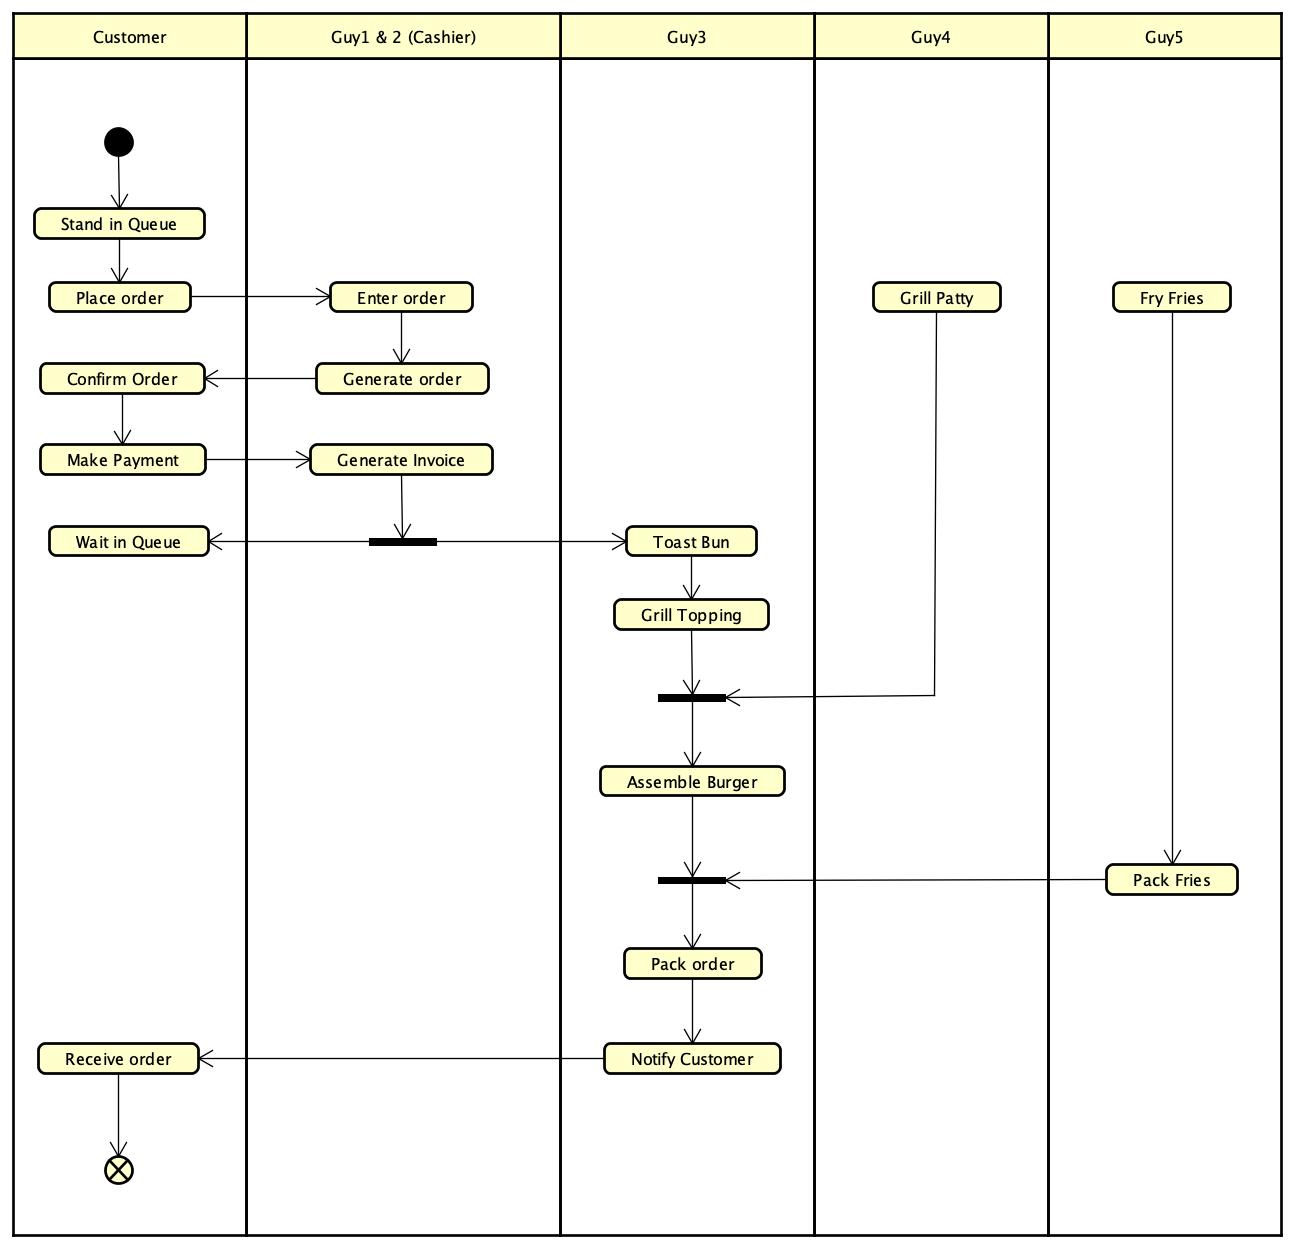 Customer
Guy1 & 2 (Cashier)
Guy3
Guy4
Guy5
Stand in Queue
Place order
Enter order
Grill Patty
Fry Fries
Confirm Order
Generate order
Make Payment
Generate Invoice
Wait in Queue
Toast Bun
Grill Topping
Assemble Burger
Pack Fries
Pack order
Receive order
Notify Customer